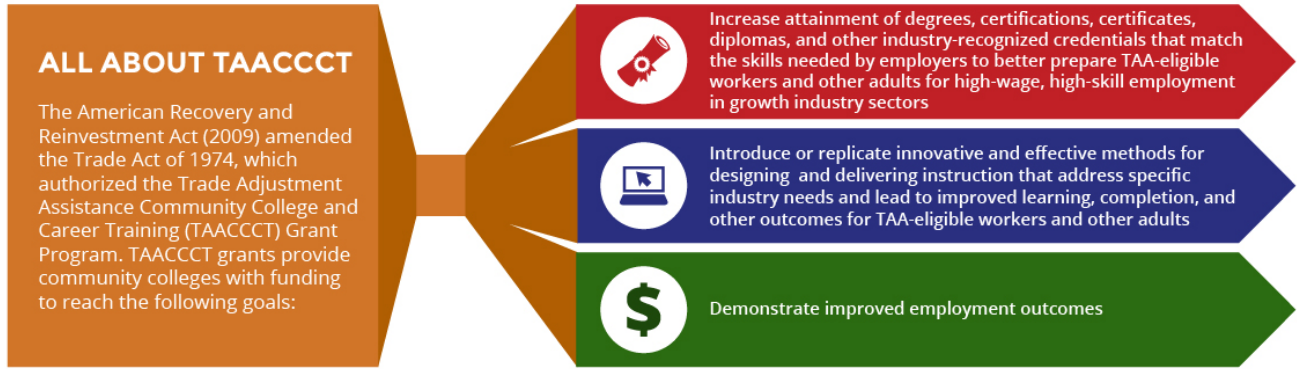 ALL ABOUT TAACCCT
The American Recovery and
Reinvestment Act (2009) amended
the Trade Act of 1974, which
authorized the Trade Adjustment
Assistance Community College and
Career Training (TAACCCT) Grant
Program. TAACCCT grants provide
community colleges with funding
to reach the following goals:
Increase attainment of degrees, certifications, certificates,
diplomas, and other industry-recognized credentials that match
the skills needed by employers to better prepare TAA-eligible
workers and other adults for high-wage, high-skill employment
in growth industry sectors
Introduce or replicate innovative and effective methods for
designing and delivering instruction that address specific
industry needs and lead to improved learning, completion, and
other outcomes for TAA-eligible workers and other adults
$
Demonstrate improved employment outcomes